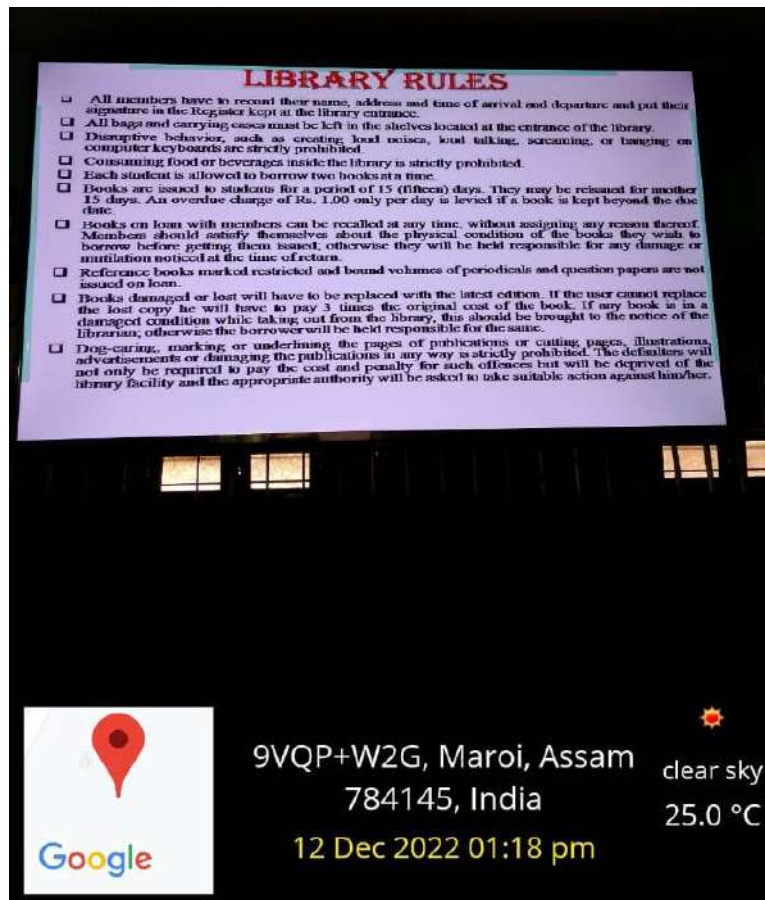 LIBRARY RULES
All members have to record their name, address and time of arrival and departure and put their
signature in the Register kept at the library entrance.
All bags and carrying cases must be left in the shelves located at the entrance of the library.
Disruptive behavior, such as creating loud noises, loud talking, screaming, or banging on
computer keyboards are strictly prohibited.
Consuming food or beverages inside the library is strictly prohibited.
Each student is allowed to borrow two books at a time.
Books are issued to students for a period of 15 (fifteen) days. They may be reissued for another
15 days. An overdue charge of Rs. 1.00 only per day is levied if a book is kept beyond the due
date.
Books on loan with members can be recalled at any time, without assigning any reason thereof.
Members should satisfy themselves about the physical condition of the books they wish to
borrow before getting them issued; otherwise they will be held responsible for any damage or
mutilation noticed at the time of return.
Reference books marked restricted and bound volumes of periodicals and question papers are not
issued on loan.
Books damaged or lost will have to be replaced with the latest edition. If the user cannot replace
the lost copy he will have to pay 3 times the original cost of the book. If any book is in a
damaged condition while taking out from the library, this should be brought to the notice of the
librarian; otherwise the borrower will be held responsible for the same.
Dog-earing, marking or underlining the pages of publications or cutting pages, illustrations,
advertisements or damaging the publications in any way is strictly prohibited. The defaulters will
not only be required to pay the cost and penalty for such offences but will be deprived of the
library facility and the appropriate authority will be asked to take suitable action against him/her.
9VQP+W2G, Maroi, Assam
784145, India
12 Dec 2022 01:18 pm
clear sky
25.0 °C
Google